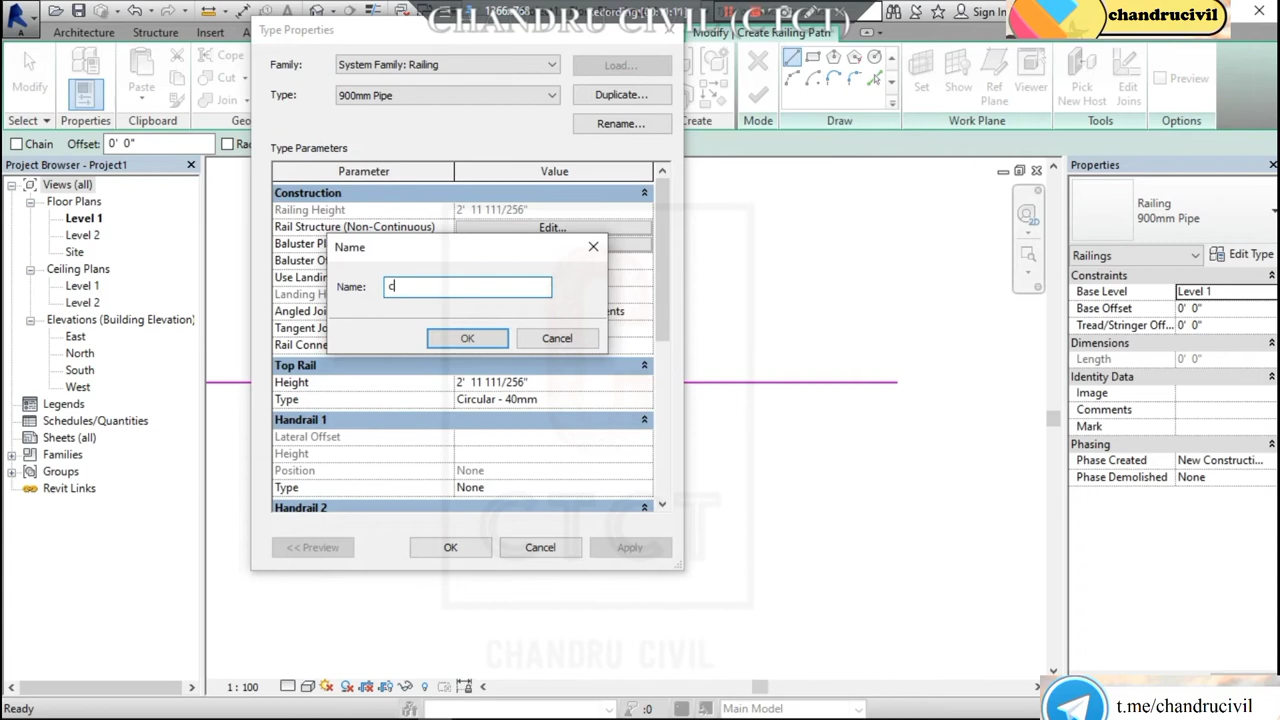 CHANDRU CIVIL (CTCT)
chandrucivil
Sign In
Architecture
Structure
Insert
Modify | Create Railing Path
Modify
Paste
Cope
Cut
Join
Set
Show
Ref Plane
Viewer
Pick New Host
Edit Joins
Preview
Select
Properties
Clipboard
Create
Mode
Draw
Work Plane
Tools
Options
Chain
Offset:
0' 0"
Project Browser - Project1
Views (all)
Floor Plans
Level 1
Level 2
Site
Ceiling Plans
Level 1
Level 2
Elevations (Building Elevation)
East
North
South
West
Legends
Schedules/Quantities
Sheets (all)
Families
Groups
Revit Links
Type Properties
Family:
System Family: Railing
Load...
Type:
900mm Pipe
Duplicate...
Rename...
Type Parameters
Parameter
Value
Construction
Railing Height
2' 11 111/256"
Rail Structure (Non-Continuous)
Edit...
Top Rail
Height
2' 11 111/256"
Type
Circular - 40mm
Handrail 1
Lateral Offset
Height
Position
None
Type
None
Handrail 2
<< Preview
OK
Cancel
Apply
Name
Name:
c
OK
Cancel
Properties
Railing
900mm Pipe
Railings
Edit Type
Constraints
Base Level
Level 1
Base Offset
0' 0"
Tread/Stringer Off...
0' 0"
Dimensions
Length
0' 0"
Identity Data
Image
Comments
Mark
Phasing
Phase Created
New Constructi...
Phase Demolished
None
CTCT
CHANDRU CIVIL
1 : 100
Ready
:0
Main Model
t.me/chandrucivil